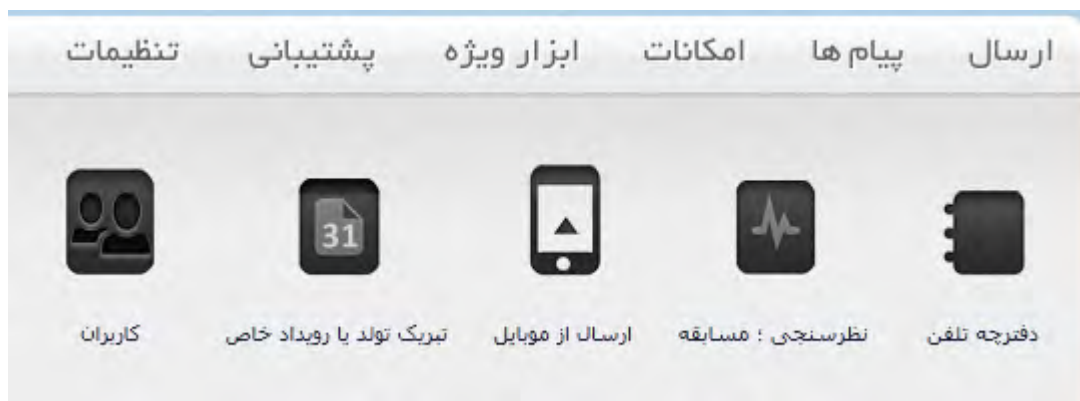 ارسال پیام ها امکانات ابزار ویژه پشتیبانی تنظیمات
31
دفترچه تلفن نظرسنجی ; مسابقه ارسال از موبایل تبریک تولد یا رویداد خاص کاربران